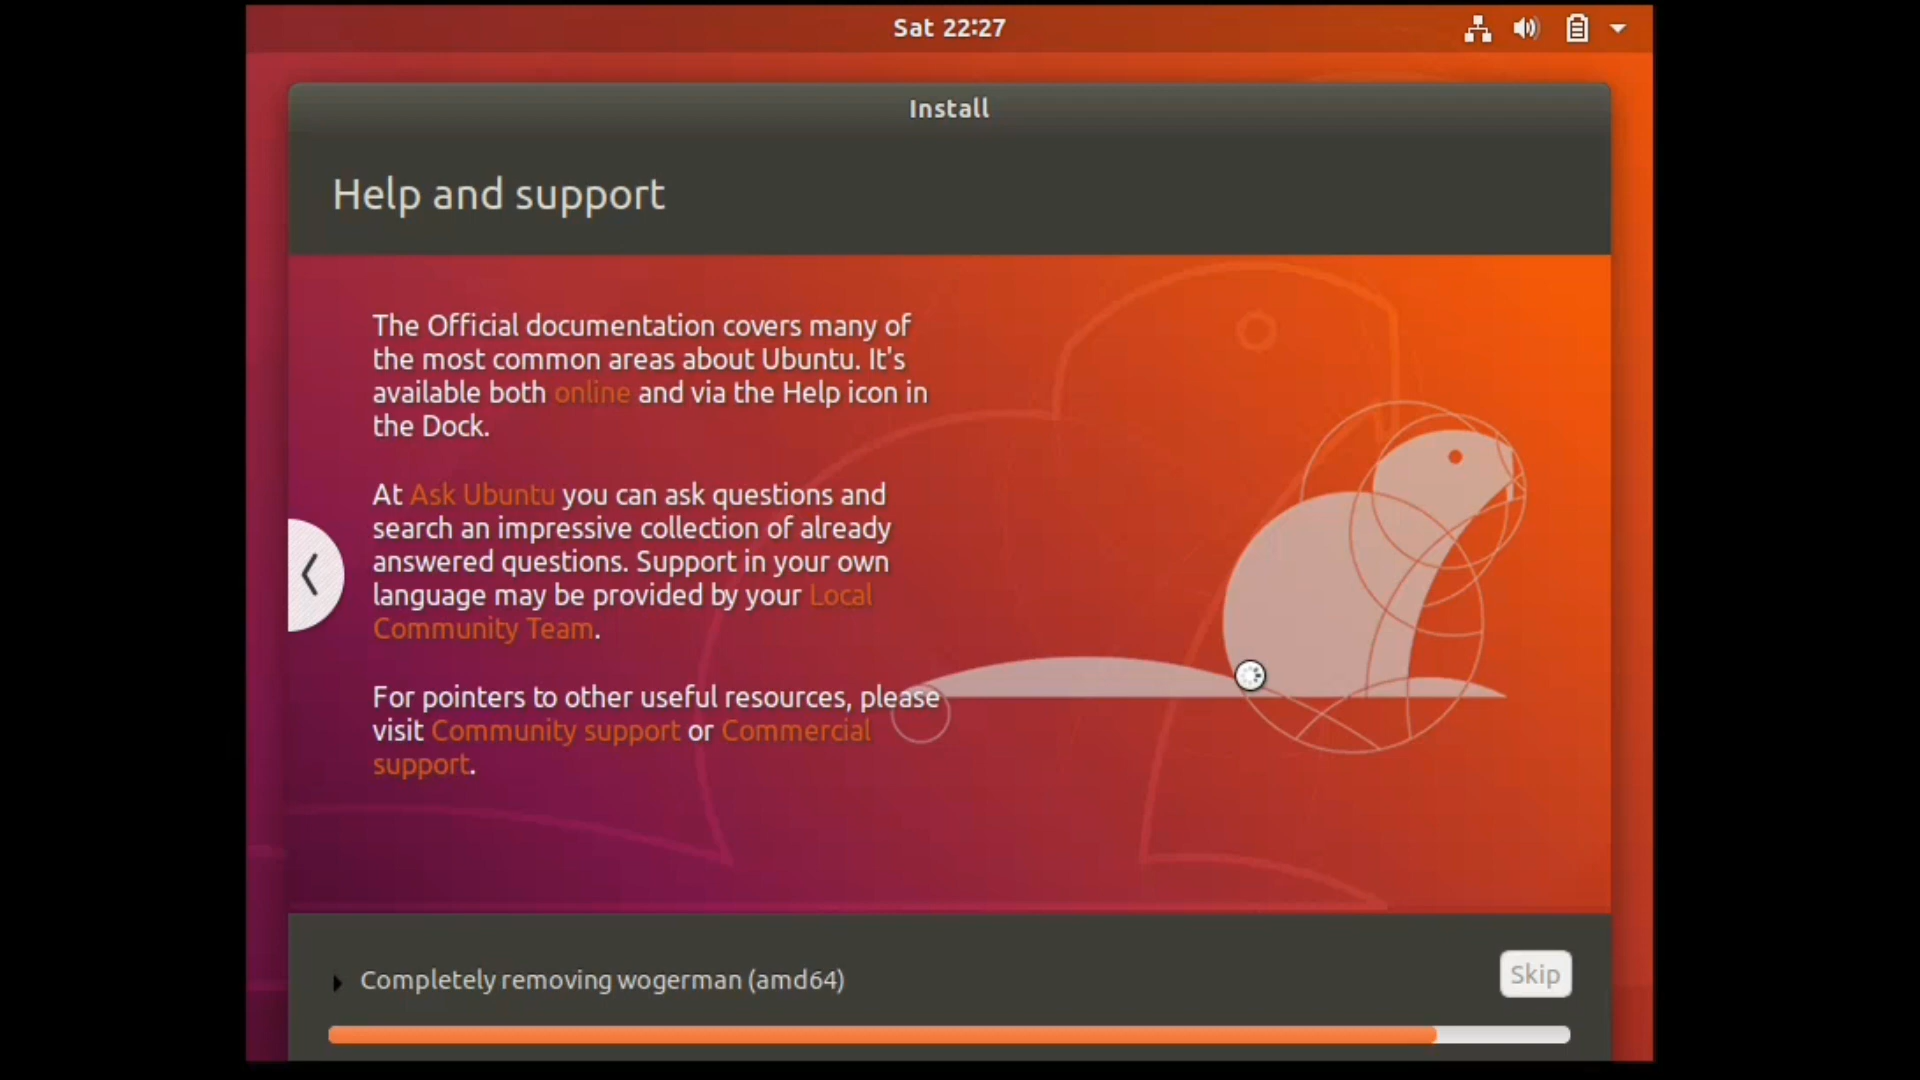 Sat 22:27
Install
Help and support
The Official documentation covers many of
the most common areas about Ubuntu. It's
available both online and via the Help icon in
the Dock.
At Ask Ubuntu you can ask questions and
search an impressive collection of already
answered questions. Support in your own
language may be provided by your Local
Community Team.
For pointers to other useful resources, please
visit Community support or Commercial
support.
Completely removing wogerman (amd64)
Skip